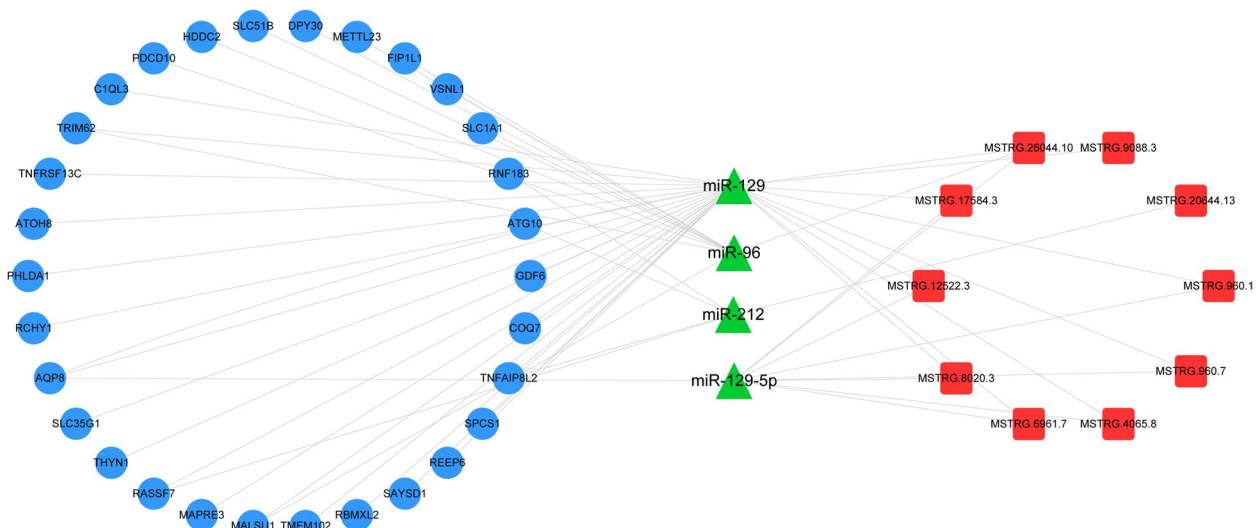 SLC51B
DPY30
HDDC2
METTL23
PDCD10
FIP1L1
C1QL3
VSNL1
TRIM62
SLC1A1
TNFRSF13C
RNF183
ATOH8
ATG10
PHLDA1
GDF6
RCHY1
COQ7
AQP8
TNFAIP8L2
SLC35G1
SPCS1
THYN1
REEP6
RASSF7
SAYSD1
MAPRE3
RBMXL2
MALSU1
TMEM102
miR-129
miR-96
miR-212
miR-129-5p
MSTRG.26044.10
MSTRG.9088.3
MSTRG.17584.3
MSTRG.20644.13
MSTRG.12522.3
MSTRG.960.1
MSTRG.8020.3
MSTRG.960.7
MSTRG.6961.7
MSTRG.4065.8